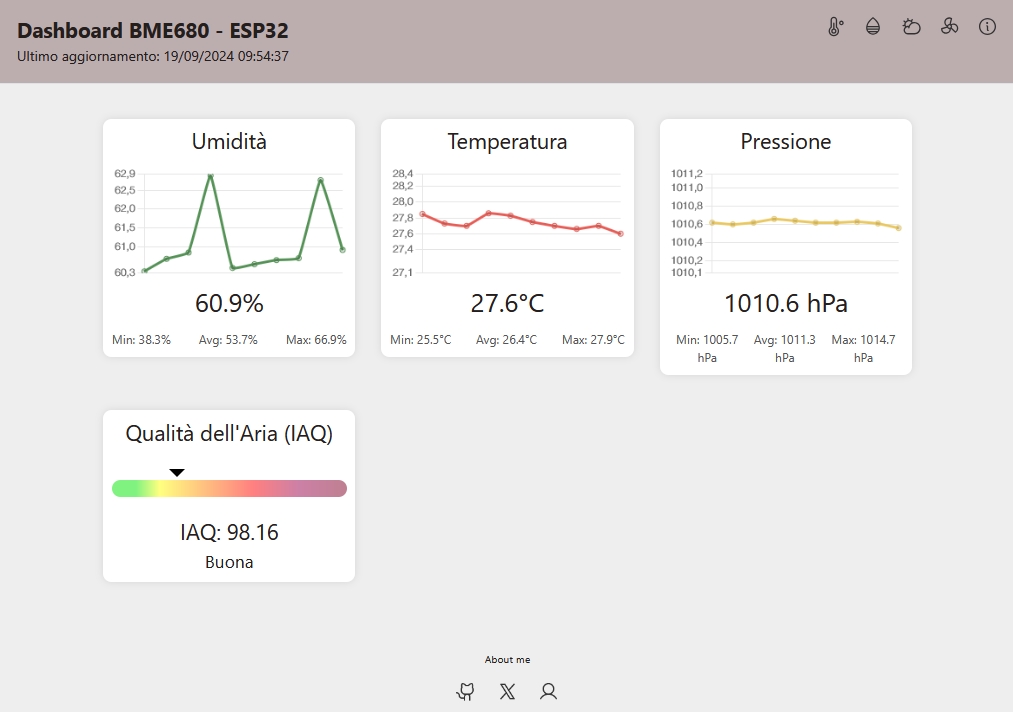 Dashboard BME680 - ESP32
Ultimo aggiornamento: 19/09/2024 09:54:37
Umidità
62,9
62,5
62,0
61,5
61,0
60,3
60.9%
Min: 38.3%
Avg: 53.7%
Max: 66.9%
Temperatura
28,4
28,2
28,0
27,8
27,6
27,4
27,1
27.6°C
Min: 25.5°C
Avg: 26.4°C
Max: 27.9°C
Pressione
1011,2
1011,0
1010,8
1010,6
1010,4
1010,2
1010,1
1010.6 hPa
Min: 1005.7
hPa
Avg: 1011.3
hPa
Max: 1014.7
hPa
Qualità dell'Aria (IAQ)
IAQ: 98.16
Buona
About me